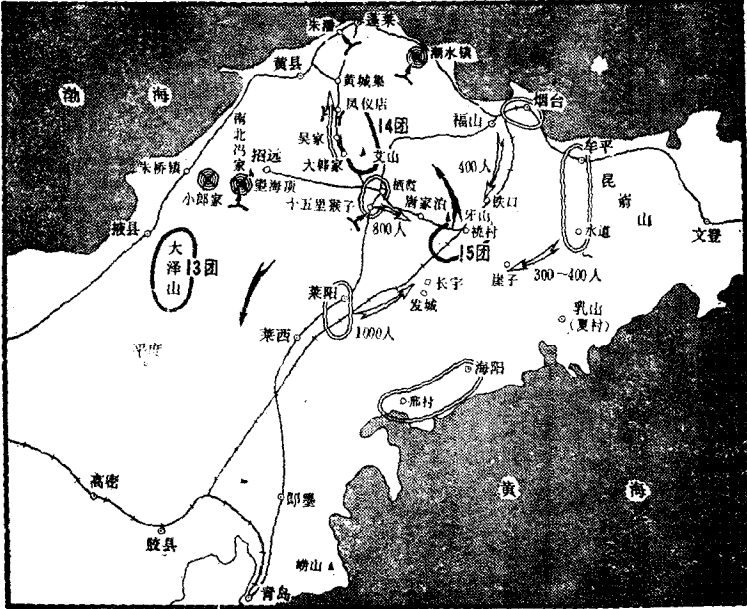 朱潘
蓬莱
潮水镇
渤海
黄县
黄城集
凤仪店
烟台
福山
14团
牟平
吴家
大韩家
艾山
南北冯家
招远
朱桥镇
小郎家
望海顶
400人
昆嵛山
栖霞
铁口
唐家泊
牙山
十五里猴子
800人
桃村
15团
文登
水道
掖县
大泽山
13团
崖子
300—400人
长宇
发城
莱阳
1000人
莱西
乳山
（夏村）
平度
海阳
邢村
高密
即墨
黄海
胶县
崂山
青岛